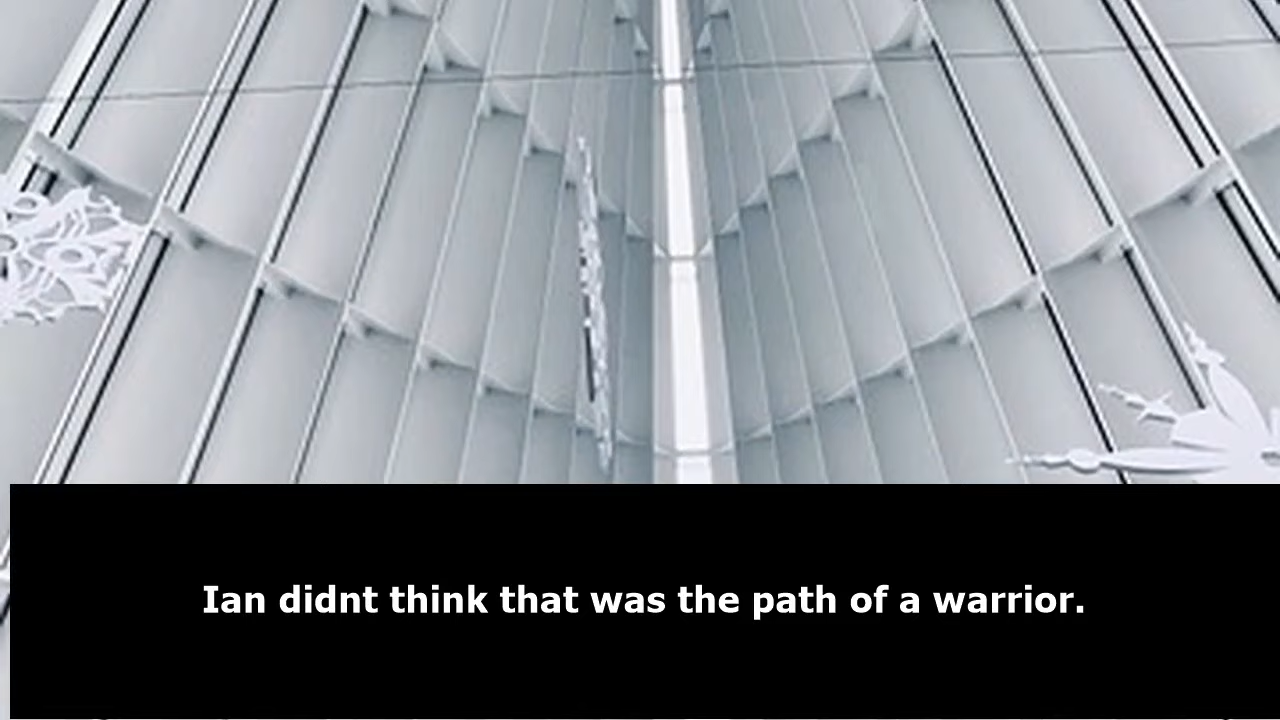 Ian didnt think that was the path of a warrior.